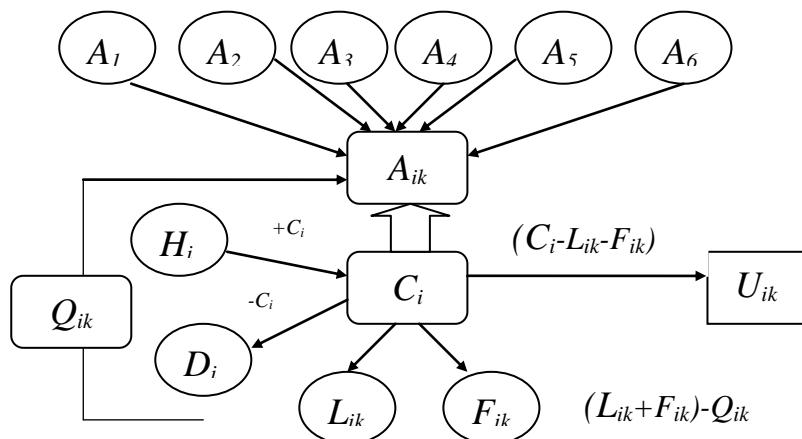 A1 A2 A3 A4 A5 A6
Aik
+Ci
Hi
(Ci-Lik-Fik)
Ci
Uik
-Ci
Qik
Di
Lik
Fik
(Lik+Fik)-Qik